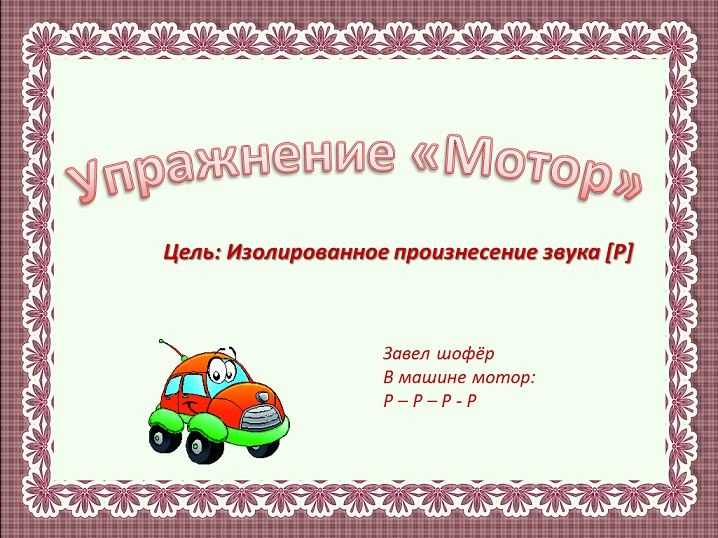 Упражнение «Мотор»
Цель: Изолированное произнесение звука [Р]
Завел шофёр
В машине мотор:
Р – Р – Р - Р